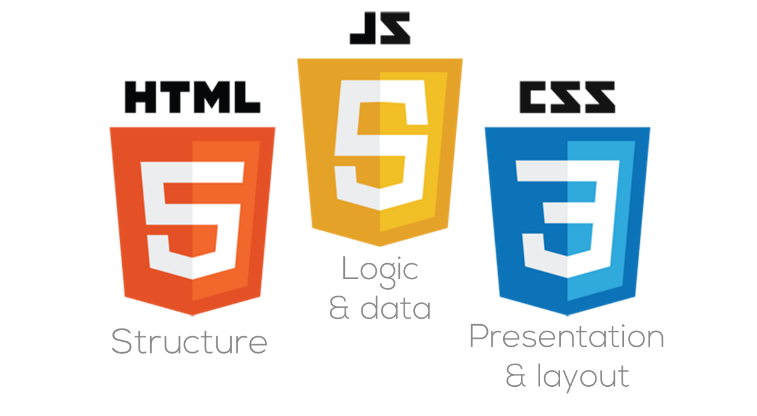 HTML
5
Structure
JS
5
Logic
& data
CSS
3
Presentation
& layout